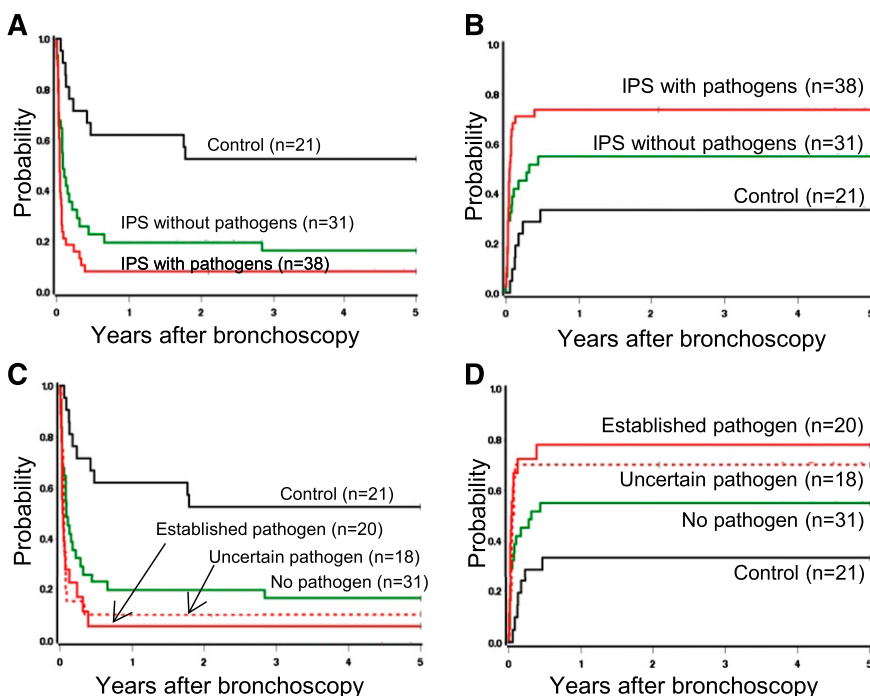 A
1.0
0.8
0.6
0.4
0.2
0.0
Probability
Control (n=21)
IPS without pathogens (n=31)
IPS with pathogens (n=38)
0 1 2 3 4 5
Years after bronchoscopy
B
1.0
0.8
0.6
0.4
0.2
0.0
Probability
IPS with pathogens (n=38)
IPS without pathogens (n=31)
Control (n=21)
0 1 2 3 4 5
Years after bronchoscopy
C
1.0
0.8
0.6
0.4
0.2
0.0
Probability
Control (n=21)
Established pathogen (n=20)
Uncertain pathogen (n=18)
No pathogen (n=31)
0 1 2 3 4 5
Years after bronchoscopy
D
1.0
0.8
0.6
0.4
0.2
0.0
Probability
Established pathogen (n=20)
Uncertain pathogen (n=18)
No pathogen (n=31)
Control (n=21)
0 1 2 3 4 5
Years after bronchoscopy